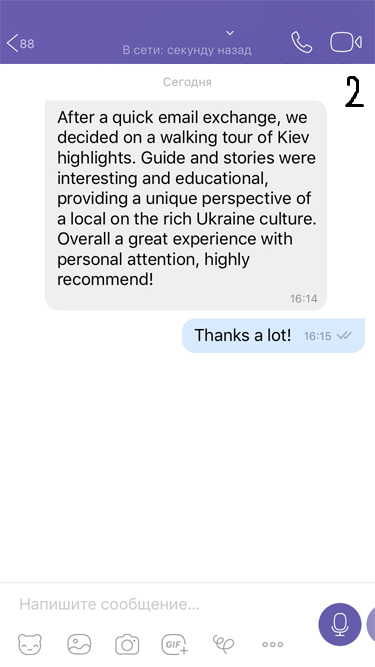 88
В сети: секунду назад
Сегодня
2
After a quick email exchange, we
decided on a walking tour of Kiev
highlights. Guide and stories were
interesting and educational,
providing a unique perspective of
a local on the rich Ukraine culture.
Overall a great experience with
personal attention, highly
recommend!
16:14
Thanks a lot! 16:15
Напишите сообщение...
GIF